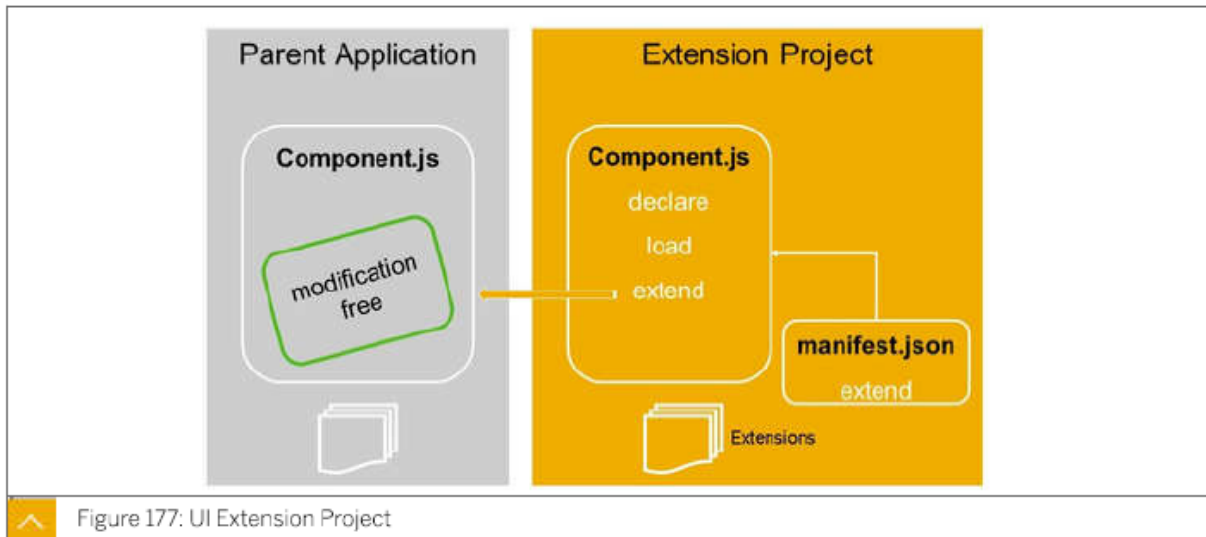 Parent Application
Component.js
modification
free
Extension Project
Component.js
declare
load
extend
manifest.json
extend
Extensions
Figure 177: UI Extension Project